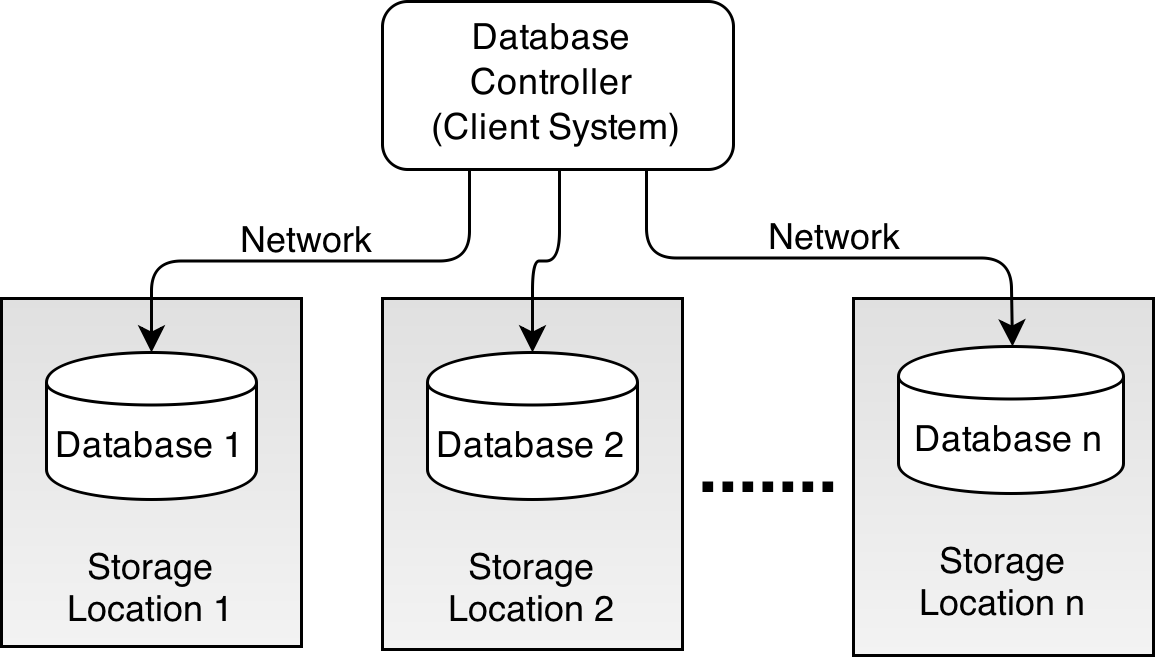 Database
Controller
(Client System)
Network
Network
Database 1
Database 2
Database n
Storage
Location 1
Storage
Location 2
Storage
Location n